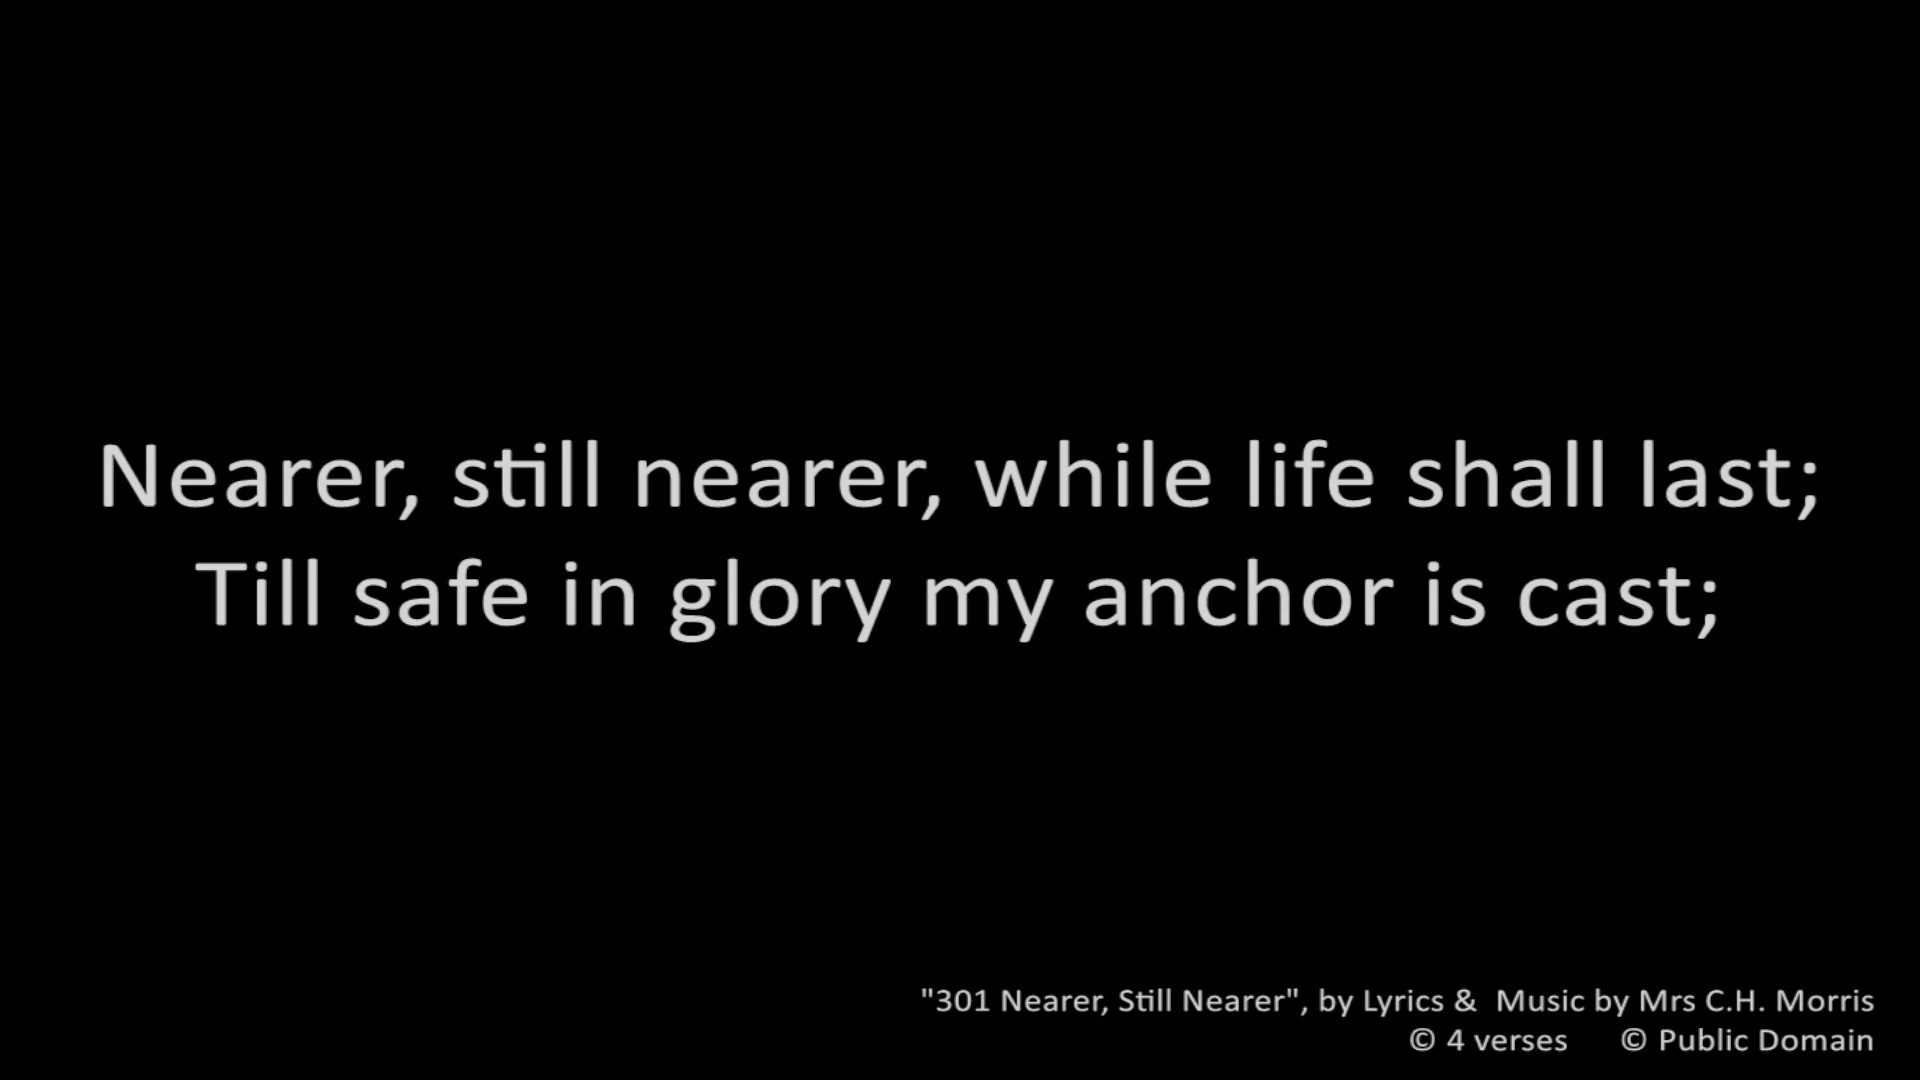 Nearer, still nearer, while life shall last;
Till safe in glory my anchor is cast;
"301 Nearer, Still Nearer", by Lyrics &  Music by Mrs C.H. Morris
© 4 verses     © Public Domain